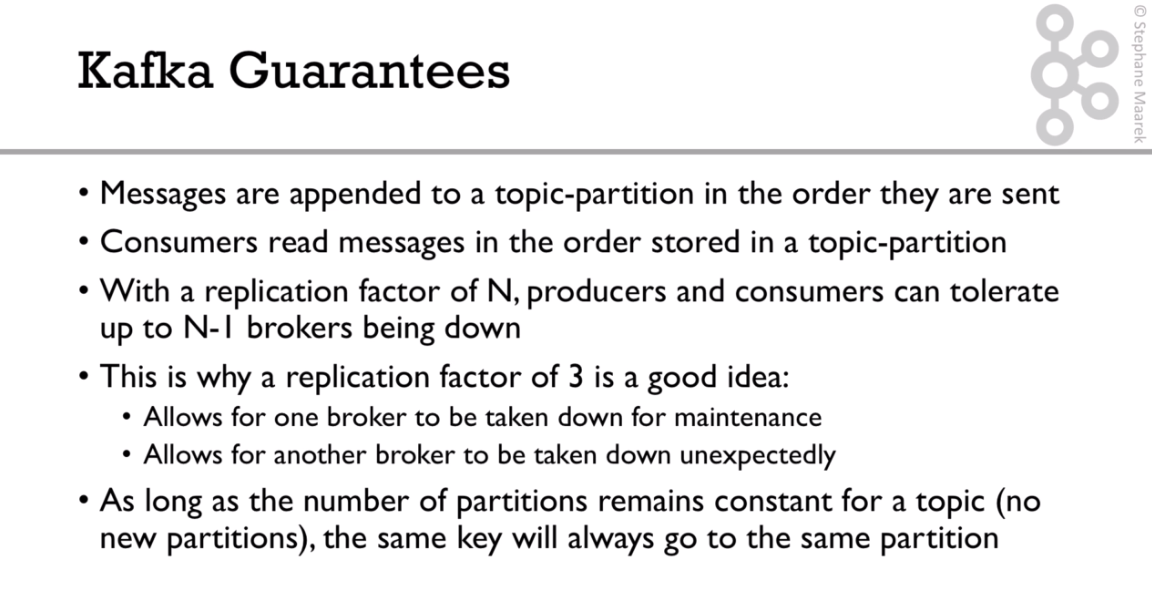 Kafka Guarantees
© Stephane Maarek
• Messages are appended to a topic-partition in the order they are sent
• Consumers read messages in the order stored in a topic-partition
• With a replication factor of N, producers and consumers can tolerate
up to N-1 brokers being down
• This is why a replication factor of 3 is a good idea:
• Allows for one broker to be taken down for maintenance
• Allows for another broker to be taken down unexpectedly
• As long as the number of partitions remains constant for a topic (no
new partitions), the same key will always go to the same partition